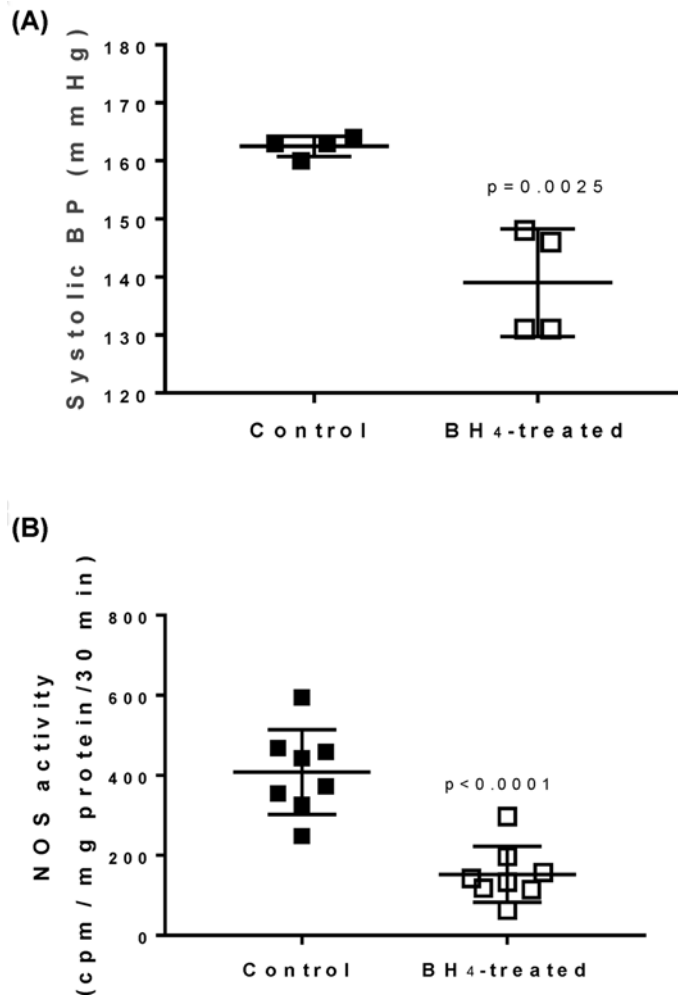 (A)
Systolic BP (mmHg)
180
170
160
150
140
130
120
p=0.0025
Control
BH4-treated
(B)
NOS activity
(cpm / mg protein/30 min)
800
600
400
200
0
p<0.0001
Control
BH4-treated